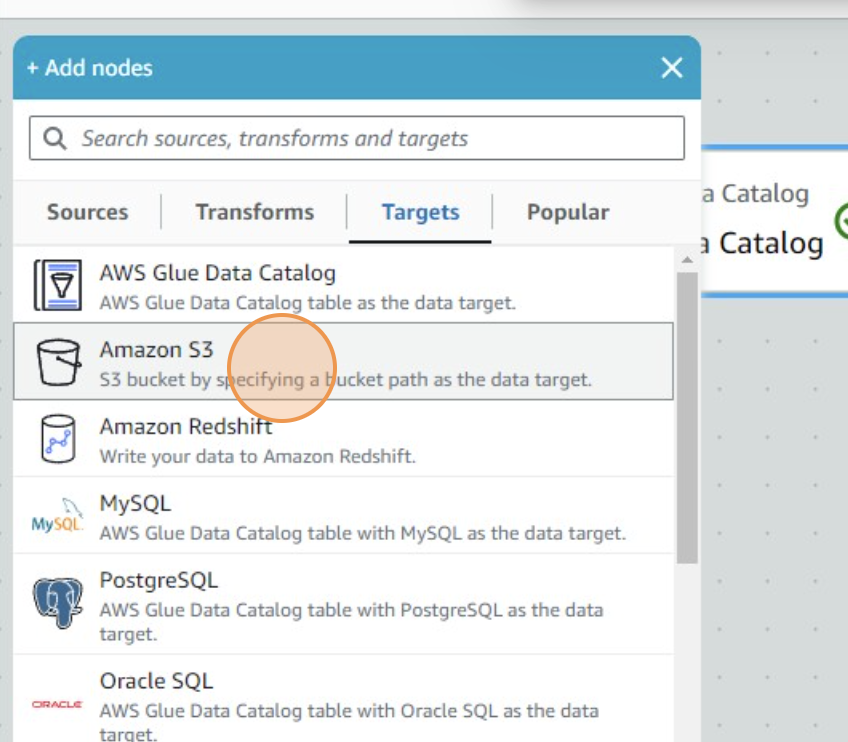 + Add nodes
Search sources, transforms and targets
Sources
Transforms
Targets
Popular
a Catalog
a Catalog
AWS Glue Data Catalog
AWS Glue Data Catalog table as the data target.
Amazon S3
S3 bucket by specifying a bucket path as the data target.
Amazon Redshift
Write your data to Amazon Redshift.
MySQL
MySQL
AWS Glue Data Catalog table with MySQL as the data target.
PostgreSQL
AWS Glue Data Catalog table with PostgreSQL as the data
target.
Oracle SQL
ORACLE
AWS Glue Data Catalog table with Oracle SQL as the data
target.